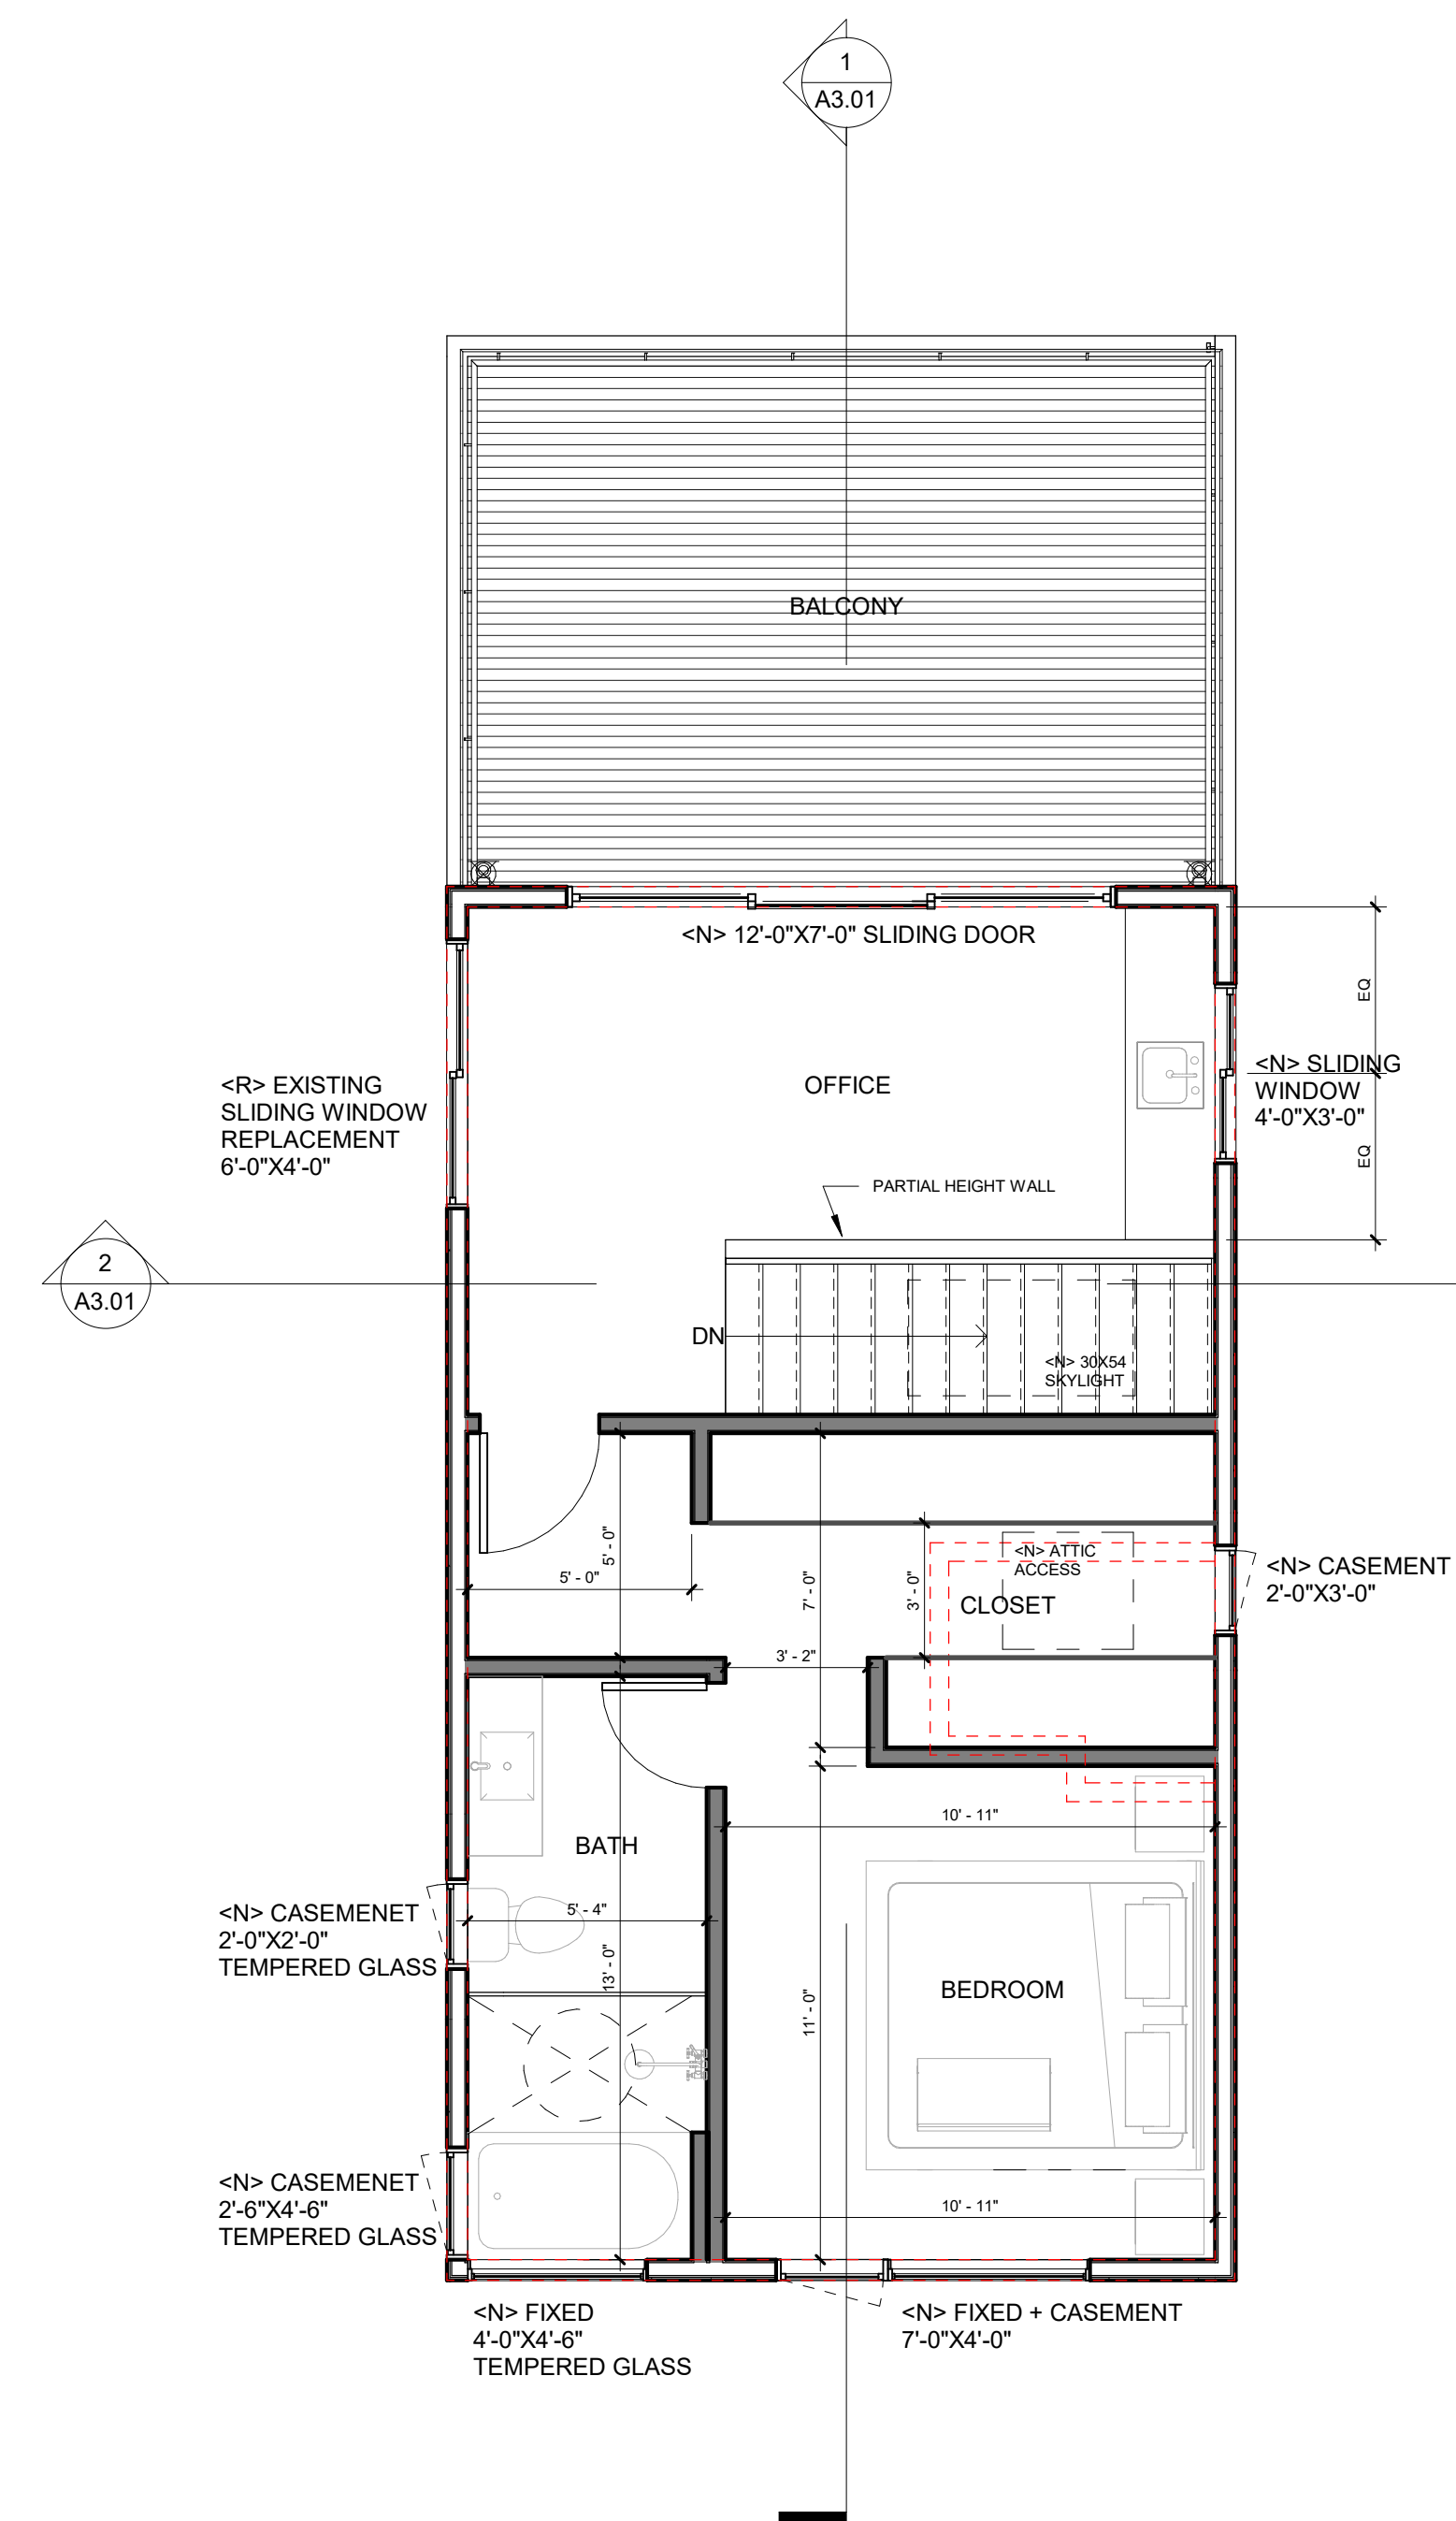 1
A3.01
BALCONY
<N> 12'-0"X7'-0" SLIDING DOOR
EQ
<R> EXISTING
SLIDING WINDOW
REPLACEMENT
6'-0"X4'-0"
OFFICE
<N> SLIDING
WINDOW
4'-0"X3'-0"
EQ
PARTIAL HEIGHT WALL
2
A3.01
DN
<N> 30X54
SKYLIGHT
5' - 0"
5' - 0"
7' - 0"
3' - 0"
<N> ATTIC
ACCESS
CLOSET
<N> CASEMENT
2'-0"X3'-0"
3' - 2"
10' - 11"
BATH
<N> CASEMENET
2'-0"X2'-0"
TEMPERED GLASS
5' - 4"
13' - 0"
11' - 0"
BEDROOM
<N> CASEMENET
2'-6"X4'-6"
TEMPERED GLASS
10' - 11"
<N> FIXED
4'-0"X4'-6"
TEMPERED GLASS
<N> FIXED + CASEMENT
7'-0"X4'-0"